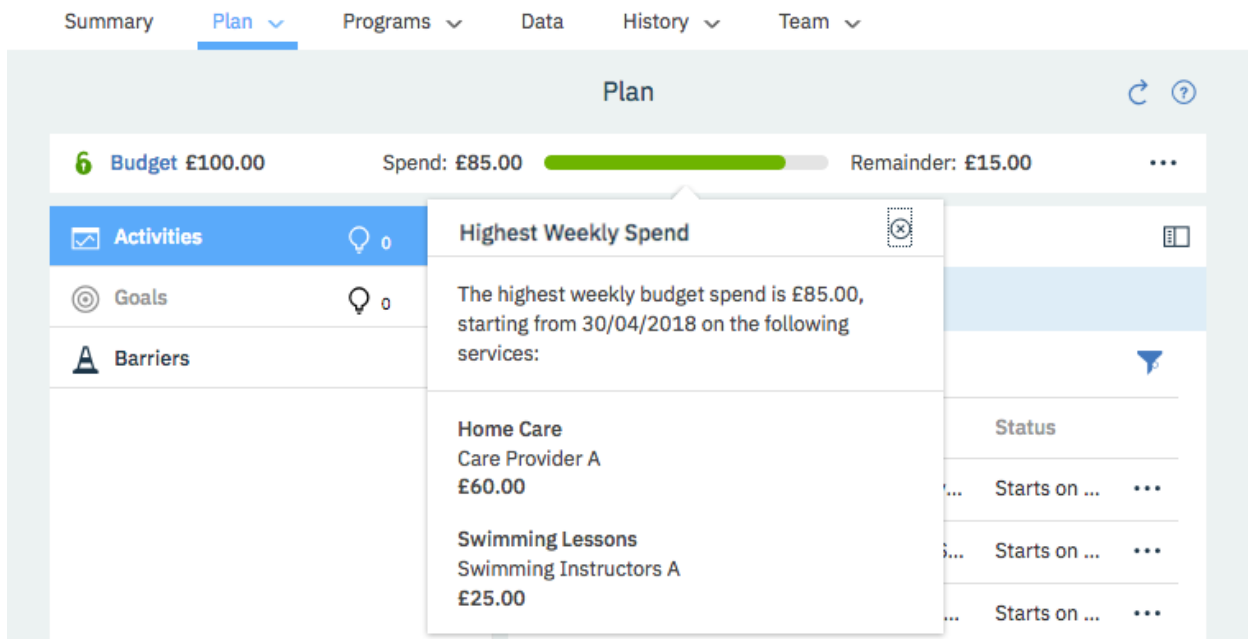 Summary Plan Programs Data History Team
Plan
Budget £100.00 Spend: £85.00 Remainder: £15.00
Activities 0
Goals 0
Barriers
Highest Weekly Spend
The highest weekly budget spend is £85.00,
starting from 30/04/2018 on the following
services:
Home Care
Care Provider A
£60.00
Swimming Lessons
Swimming Instructors A
£25.00
Status
Starts on ...
Starts on ...
Starts on ...